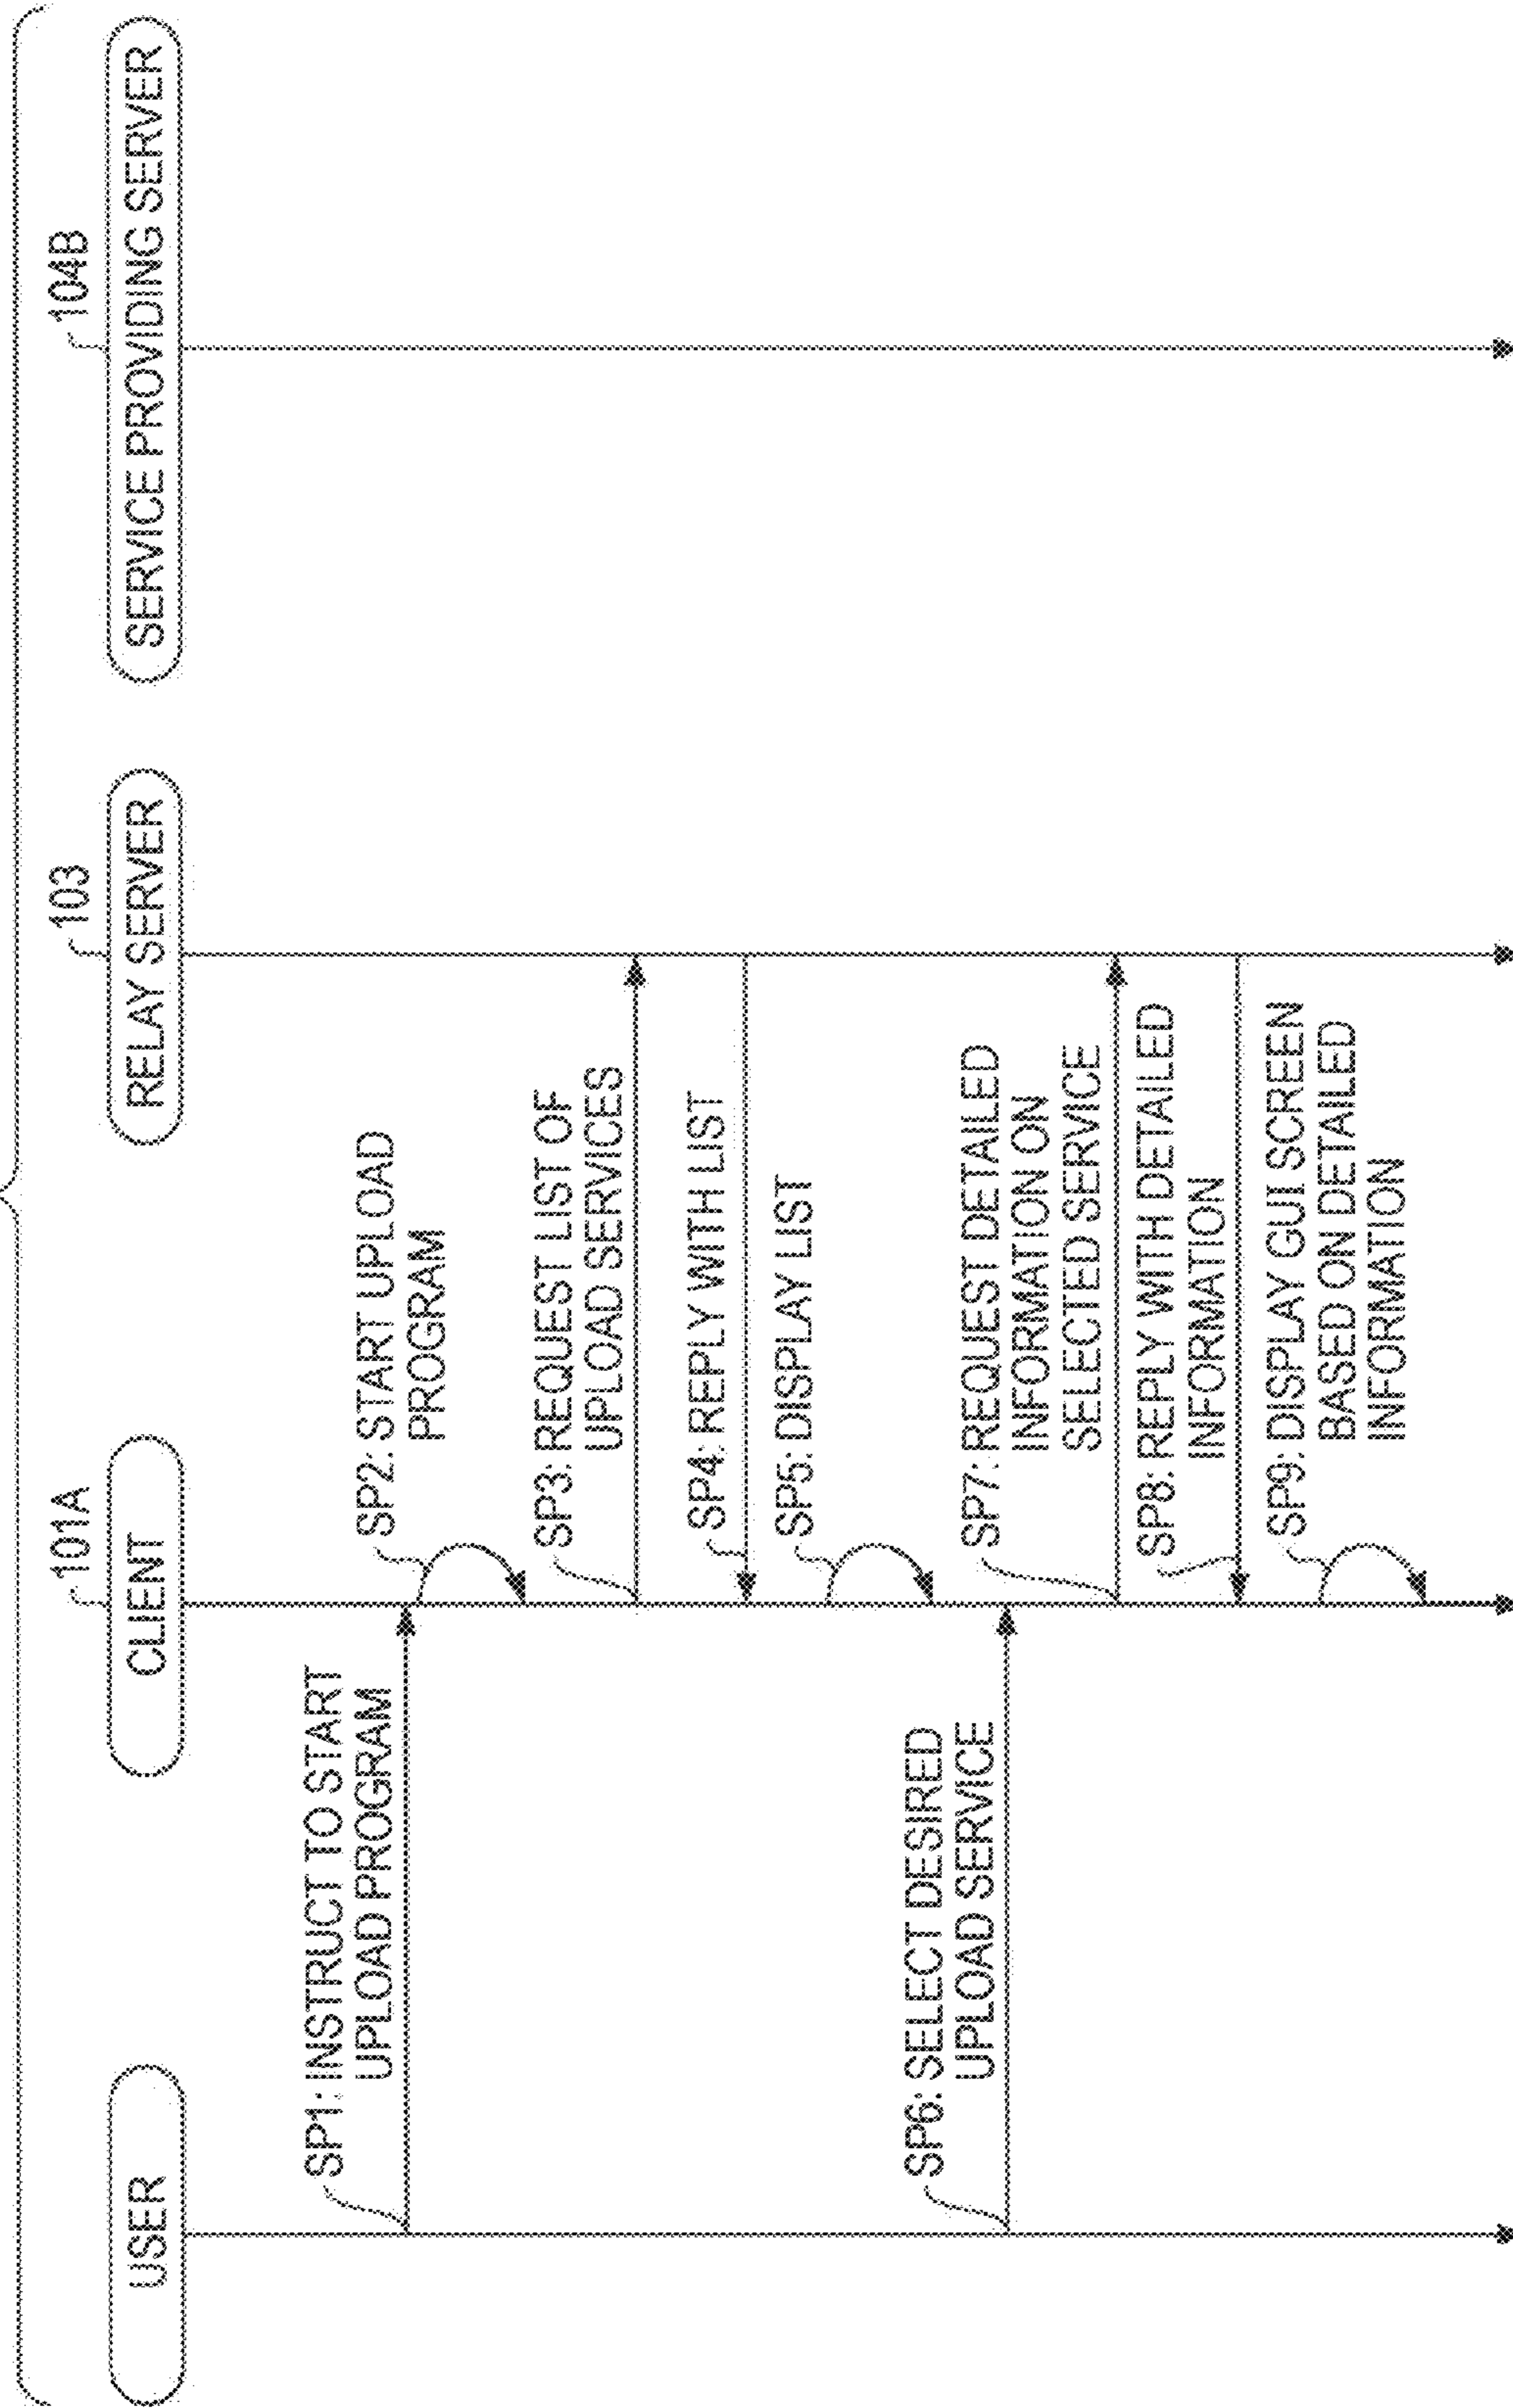 USER
101A
CLIENT
103
RELAY SERVER
104B
SERVICE PROVIDING SERVER
SP1: INSTRUCT TO START
UPLOAD PROGRAM
SP2: START UPLOAD
PROGRAM
SP3: REQUEST LIST OF
UPLOAD SERVICES
SP4: REPLY WITH LIST
SP5: DISPLAY LIST
SP6: SELECT DESIRED
UPLOAD SERVICE
SP7: REQUEST DETAILED
INFORMATION ON
SELECTED SERVICE
SP8: REPLY WITH DETAILED
INFORMATION
SP9: DISPLAY GUI SCREEN
BASED ON DETAILED
INFORMATION